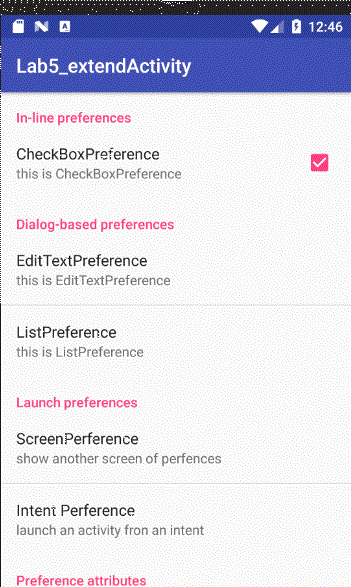 12:46
Lab5_extendActivity
In-line preferences
CheckBoxPreference
this is CheckBoxPreference
Dialog-based preferences
EditTextPreference
this is EditTextPreference
ListPreference
this is ListPreference
Launch preferences
ScreenPerference
show another screen of perfences
Intent Perference
launch an activity fron an intent
Preference attributes